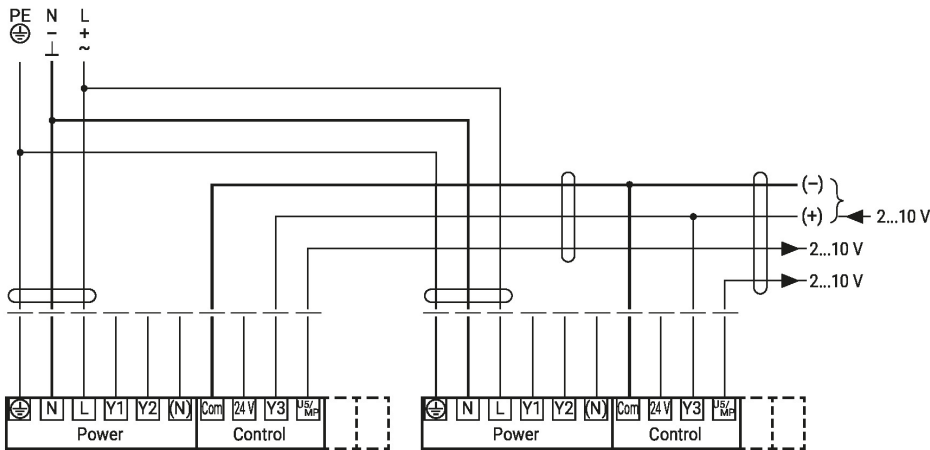 PE N L
− +
⊥ ~
(−)
(+) 2...10 V
2...10 V
2...10 V
N L Y1 Y2 (N) Com 24 V Y3 U5/MP N L Y1 Y2 (N) Com 24 V Y3 U5/MP
Power Control Power Control